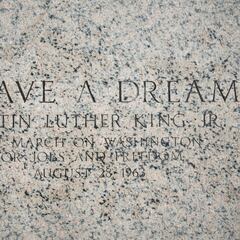 AVE A DREAM
TIN LUTHER KING JR
MARCH ON WASHINGTON
OR JOBS AND FREEDOM
AUGUST 28, 1963